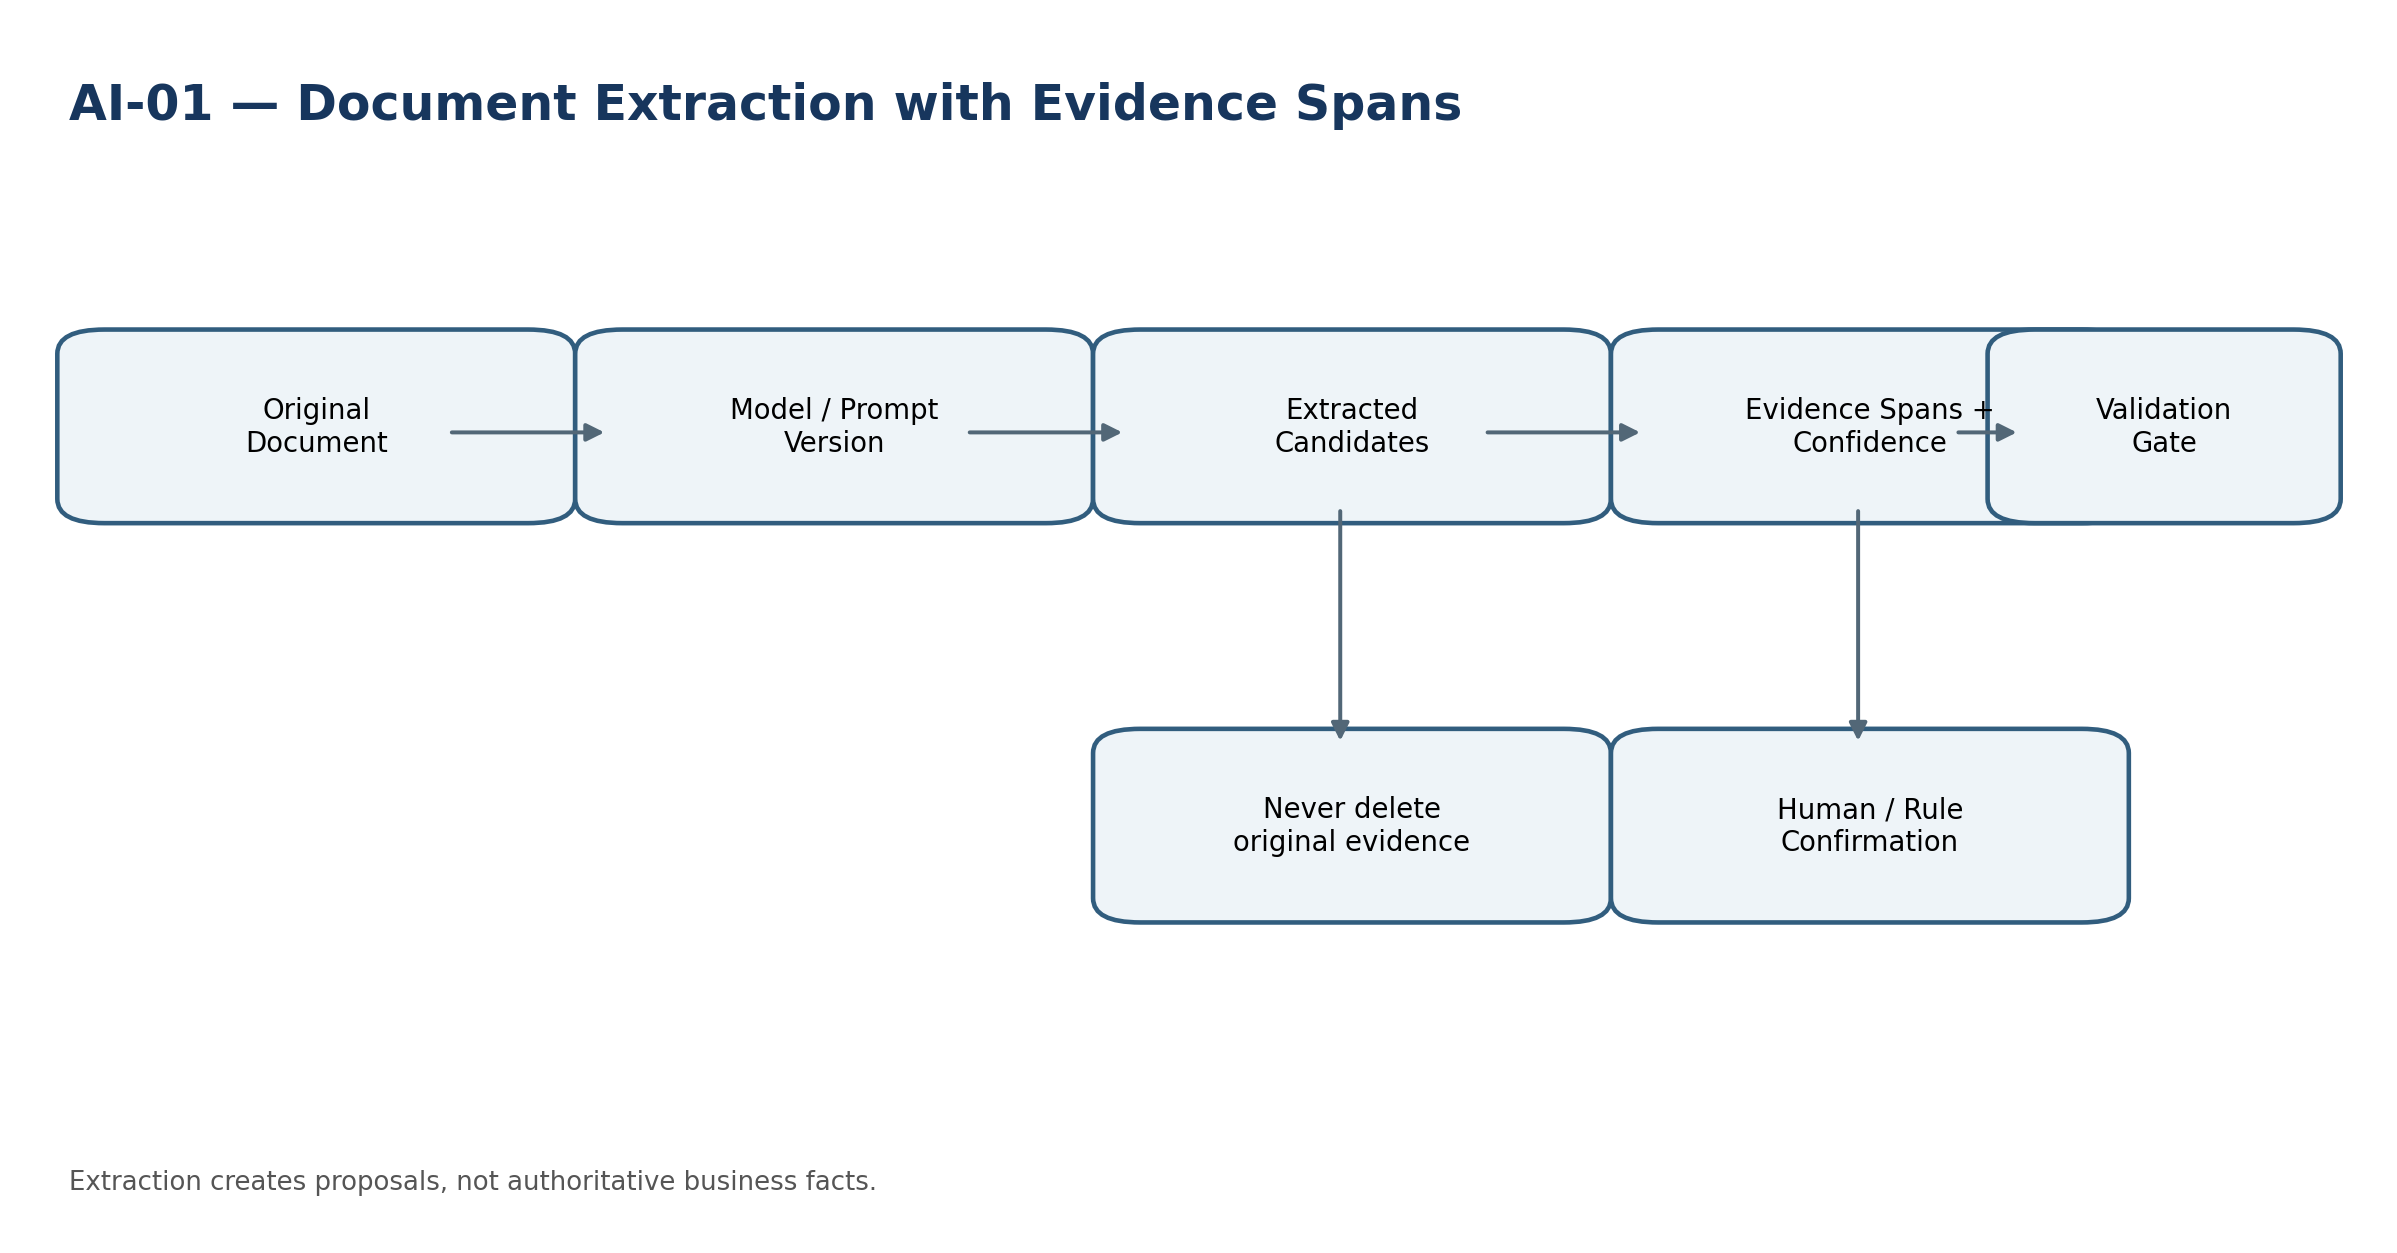 AI-01 — Document Extraction with Evidence Spans
Original
Document
Model / Prompt
Version
Extracted
Candidates
Evidence Spans +
Confidence
Validation
Gate
Never delete
original evidence
Human / Rule
Confirmation
Extraction creates proposals, not authoritative business facts.